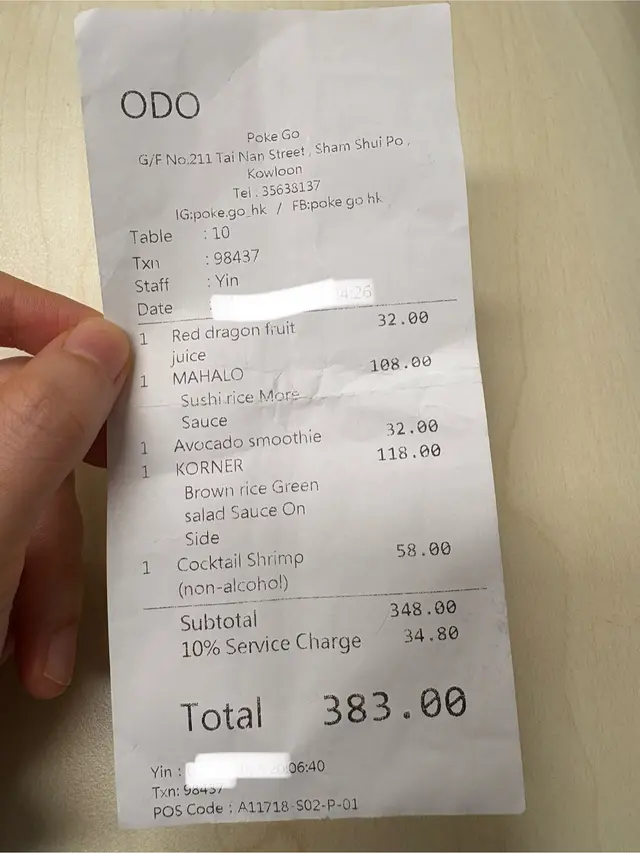 ODO
Poke Go
G/F No.211 Tai Nan Street , Sham Shui Po ,
Kowloon
Tel : 35638137
IG:poke.go_hk / FB:poke go hk
Table : 10
Txn : 98437
Staff : Yin
Date :
1 Red dragon fruit 32.00
juice
1 MAHALO 108.00
Sushi rice More
Sauce
1 Avocado smoothie 32.00
1 KORNER 118.00
Brown rice Green
salad Sauce On
Side
1 Cocktail Shrimp 58.00
(non-alcohol)
Subtotal 348.00
10% Service Charge 34.80
Total 383.00
Yin : 06:40
Txn: 98437
POS Code : A11718-S02-P-01